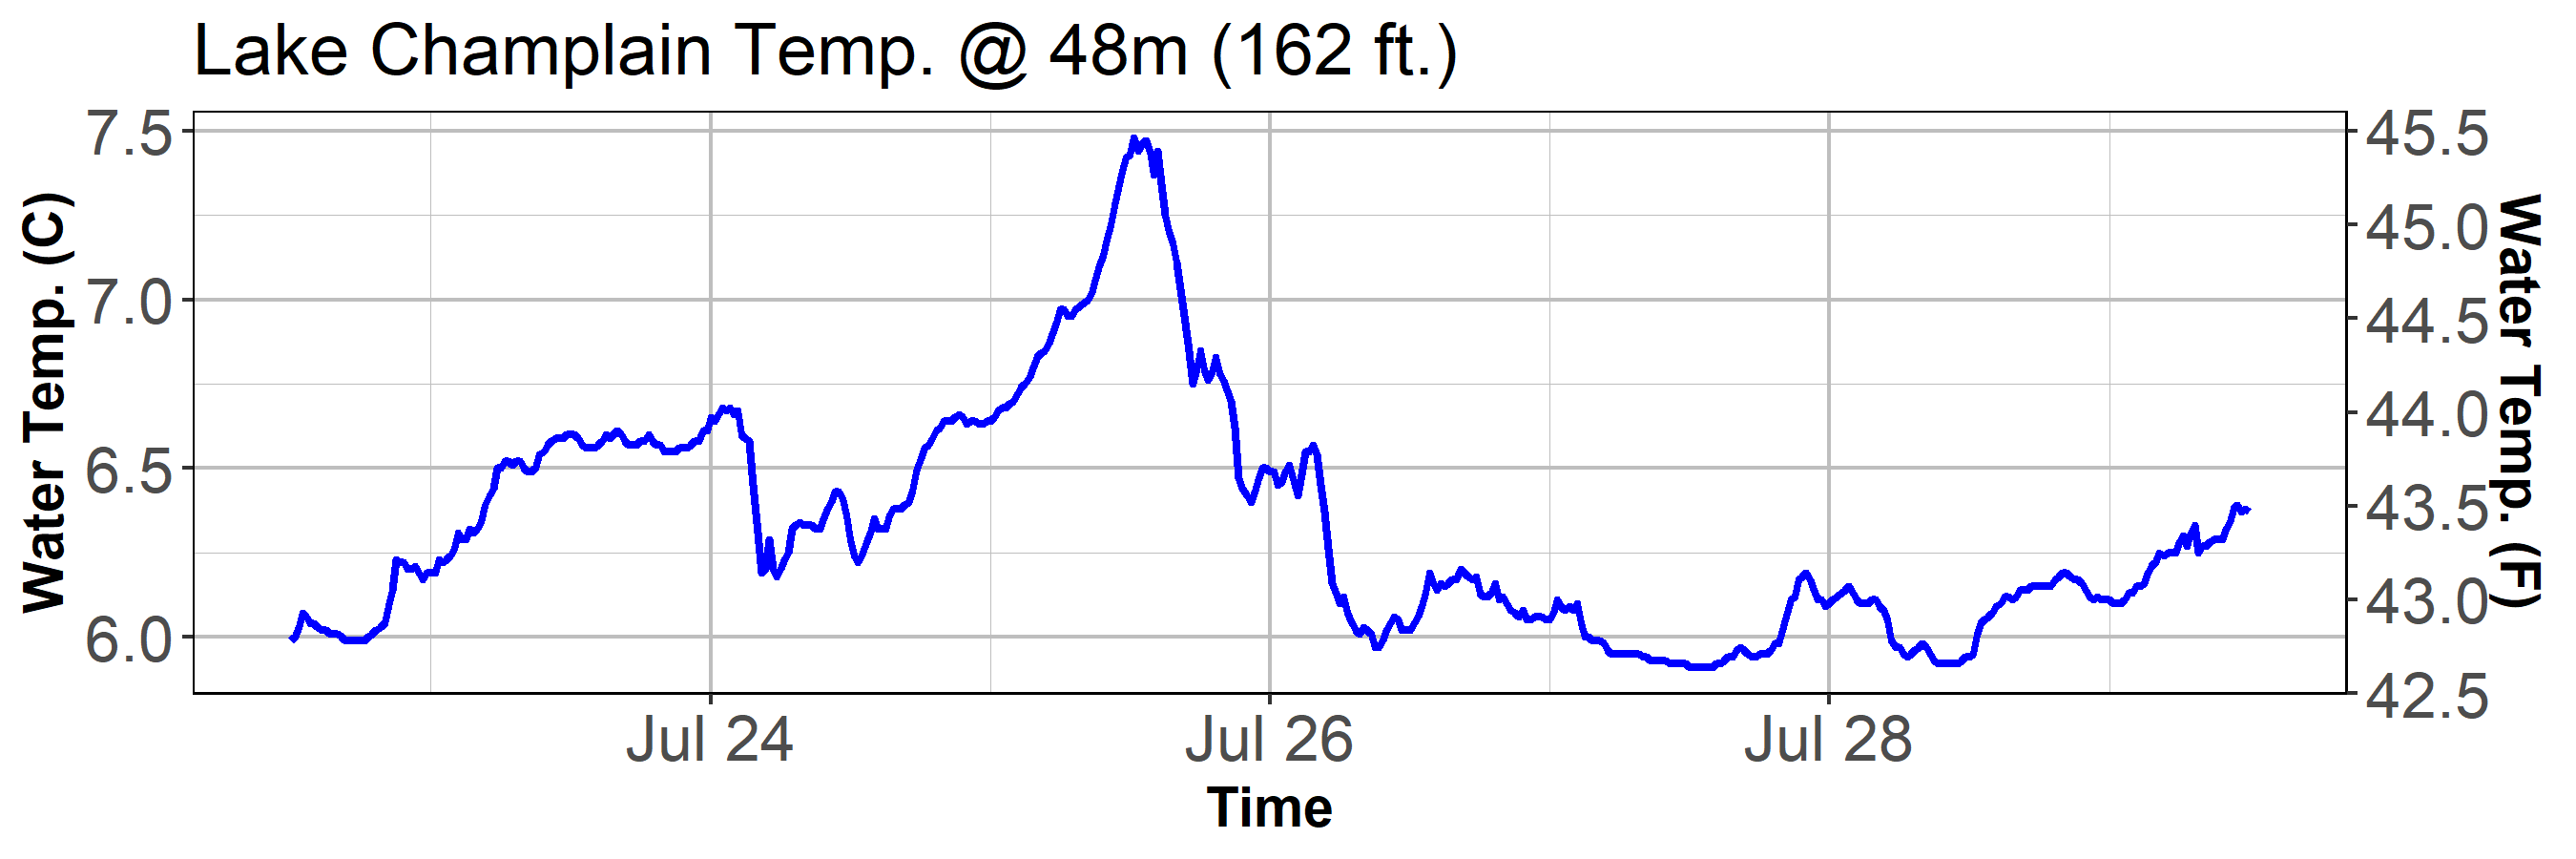 Lake Champlain Temp. @ 48m (162 ft.)
Water Temp. (C)
7.5
7.0
6.5
6.0
45.5
45.0
44.5
44.0
43.5
43.0
42.5
Water Temp. (F)
Jul 24
Jul 26
Jul 28
Time